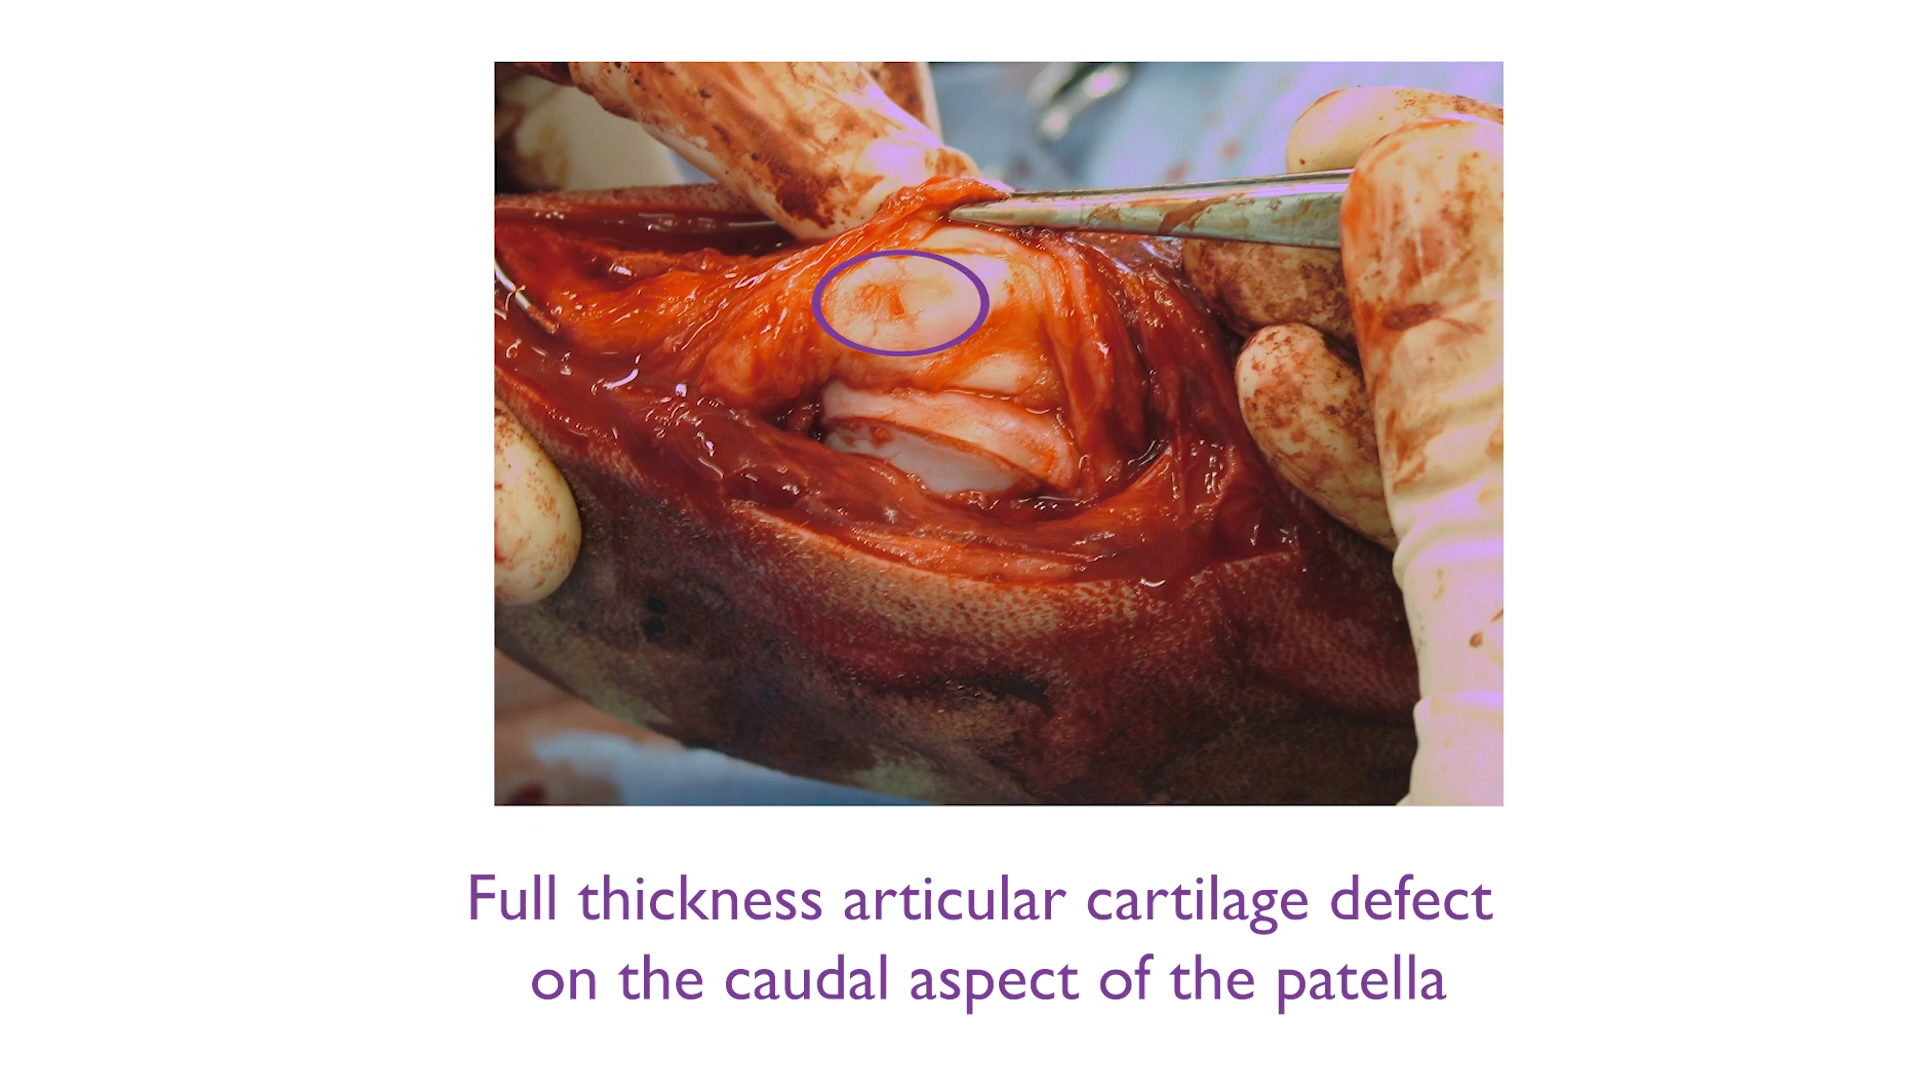 Full thickness articular cartilage defect
on the caudal aspect of the patella